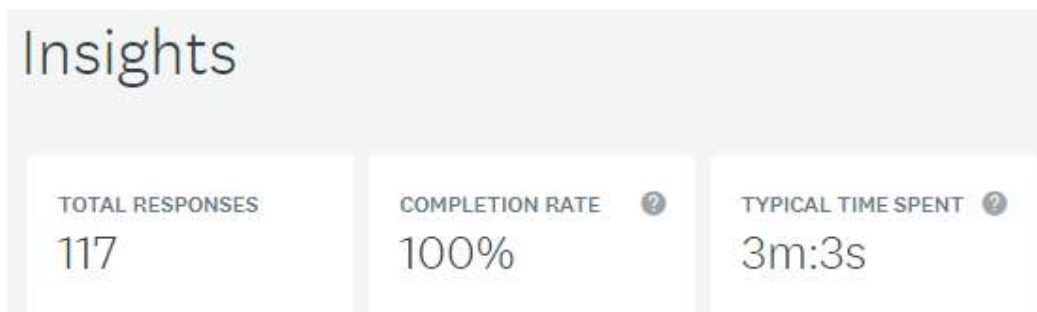 Insights
TOTAL RESPONSES
117
COMPLETION RATE ?
100%
TYPICAL TIME SPENT ?
3m:3s